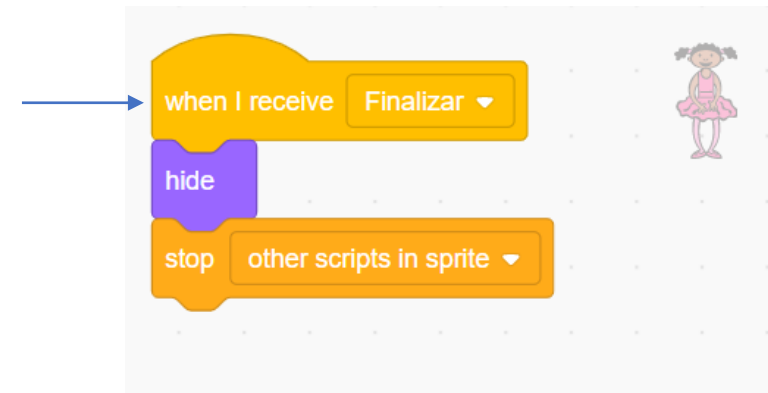 when I receive Finalizar
hide
stop other scripts in sprite